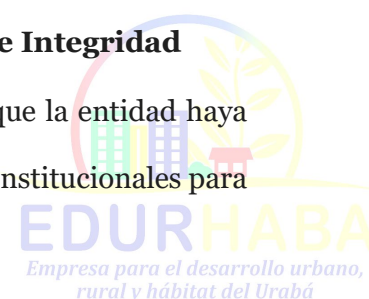 e Integridad
que la entidad haya
nstitucionales para
EDURHABA
Empresa para el desarrollo urbano,
rural y hábitat del Urabá